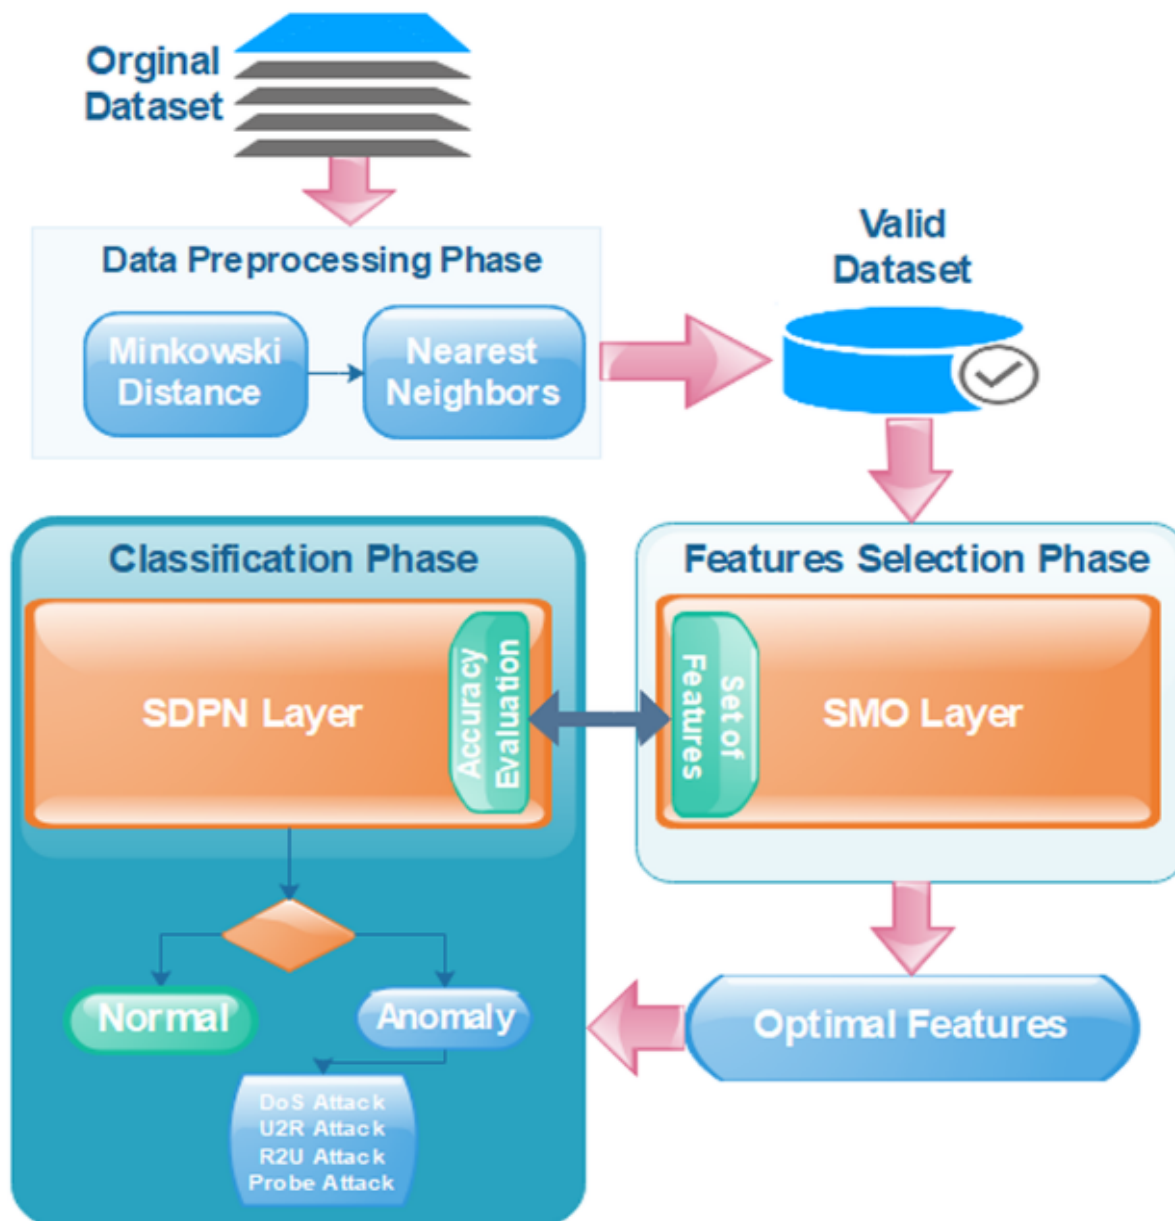 Orginal
Dataset
Data Preprocessing Phase
Minkowski
Distance
Nearest
Neighbors
Valid
Dataset
Classification Phase
SDPN Layer
Accuracy
Evaluation
Features Selection Phase
Set of
Features
SMO Layer
Normal
Anomaly
DoS Attack
U2R Attack
R2U Attack
Probe Attack
Optimal Features